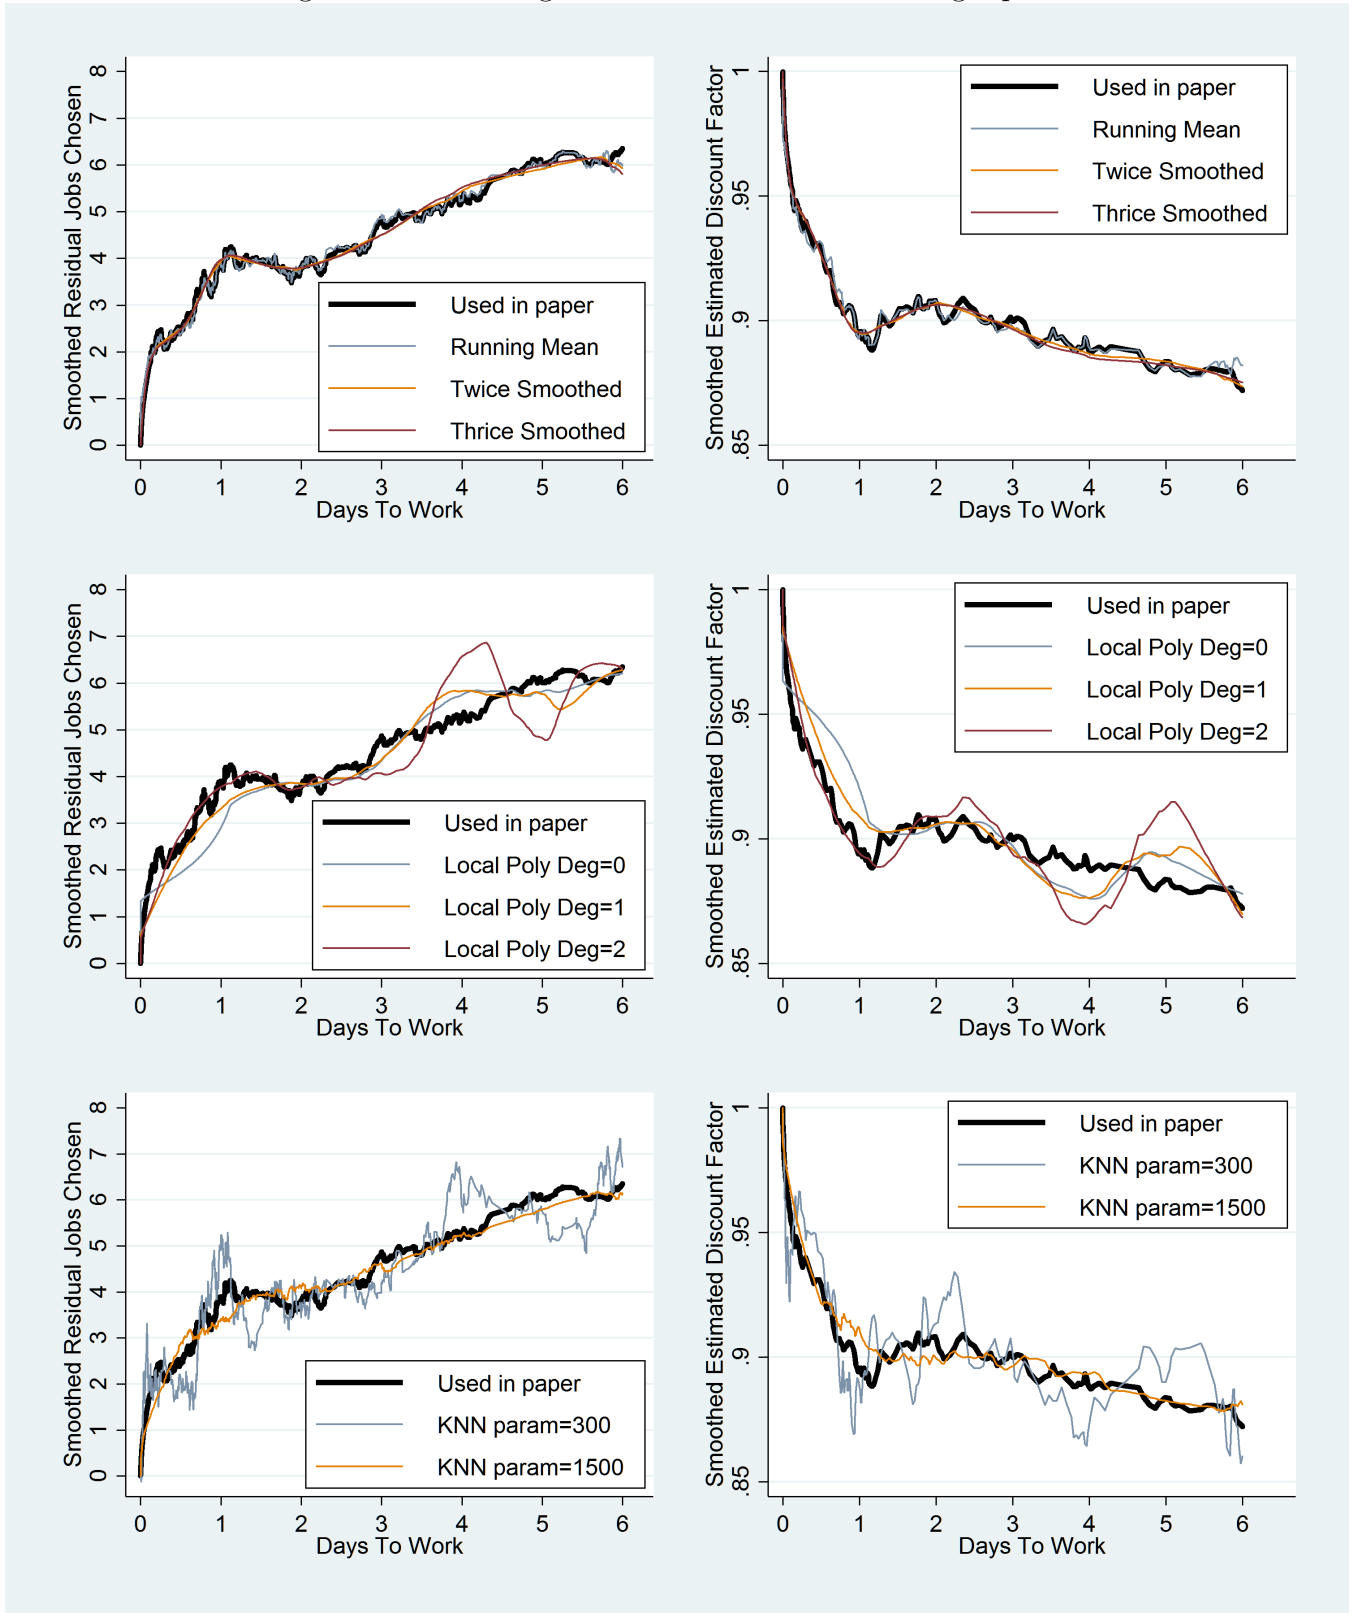 Smoothed Residual Jobs Chosen
8
7
6
5
4
3
2
1
0
Used in paper
Running Mean
Twice Smoothed
Thrice Smoothed
0 1 2 3 4 5 6
Days To Work
Smoothed Estimated Discount Factor
1
.95
.9
.85
Used in paper
Running Mean
Twice Smoothed
Thrice Smoothed
0 1 2 3 4 5 6
Days To Work
Smoothed Residual Jobs Chosen
8
7
6
5
4
3
2
1
0
Used in paper
Local Poly Deg=0
Local Poly Deg=1
Local Poly Deg=2
0 1 2 3 4 5 6
Days To Work
Smoothed Estimated Discount Factor
1
.95
.9
.85
Used in paper
Local Poly Deg=0
Local Poly Deg=1
Local Poly Deg=2
0 1 2 3 4 5 6
Days To Work
Smoothed Residual Jobs Chosen
8
7
6
5
4
3
2
1
0
Used in paper
KNN param=300
KNN param=1500
0 1 2 3 4 5 6
Days To Work
Smoothed Estimated Discount Factor
1
.95
.9
.85
Used in paper
KNN param=300
KNN param=1500
0 1 2 3 4 5 6
Days To Work